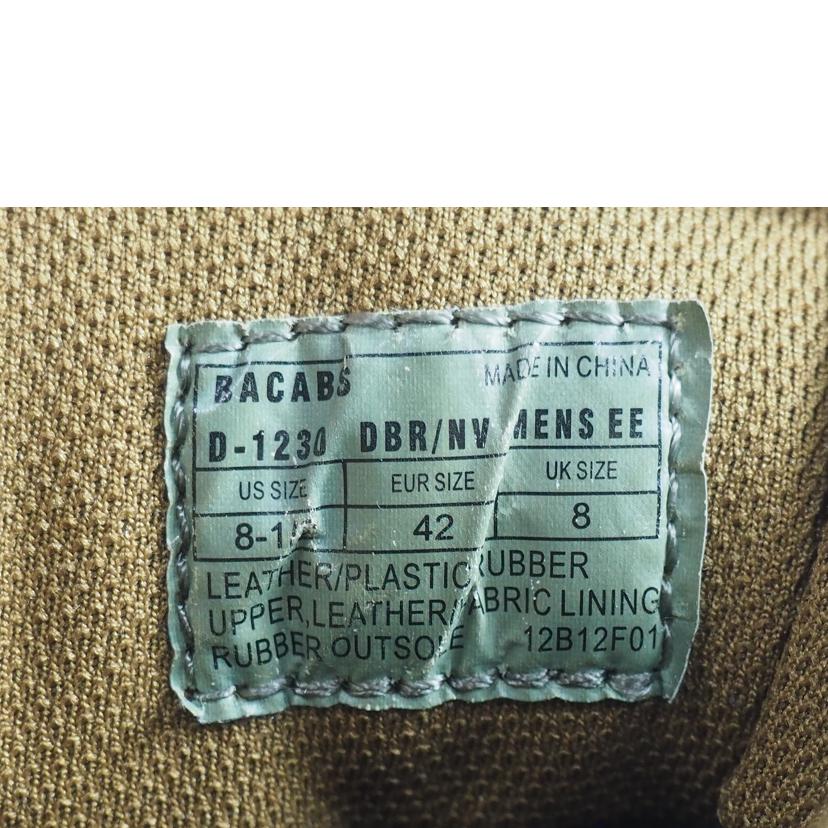 BACABS MADE IN CHINA
D-1230 DBR/NV MENS EE
US SIZE EUR SIZE UK SIZE
42 8
LEATHER/PLASTIC RUBBER
UPPER,LEATHER/FABRIC LINING
RUBBER OUTSOLE 12B12F01